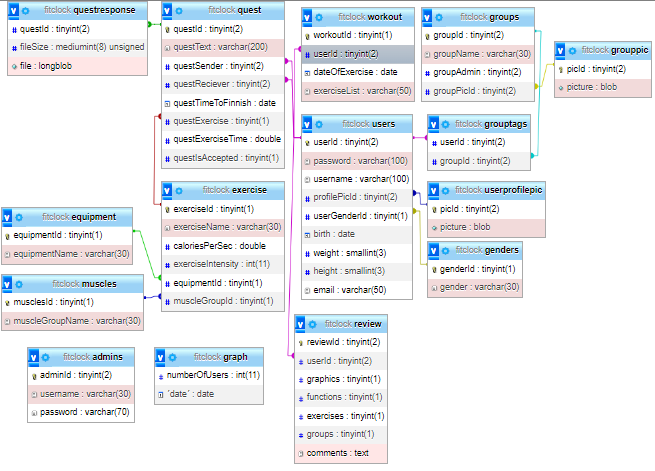 fitclock questresponse
questId : tinyint(2)
fileSize : mediumint(8) unsigned
file : longblob
fitclock quest
questId : tinyint(2)
questText : varchar(200)
questSender : tinyint(2)
questReciever : tinyint(2)
questTimeToFinnish : date
questExercise : tinyint(1)
questExerciseTime : double
questIsAccepted : tinyint(1)
fitclock workout
workoutId : tinyint(1)
userId : tinyint(2)
dateOfExercise : date
exerciseList : varchar(50)
fitclock groups
groupId : tinyint(2)
groupName : varchar(30)
groupAdmin : tinyint(2)
groupPicId : tinyint(2)
fitclock grouppic
picId : tinyint(2)
picture : blob
fitclock users
userId : tinyint(2)
password : varchar(100)
username : varchar(100)
profilePicId : tinyint(2)
userGenderId : tinyint(1)
birth : date
weight : smallint(3)
height : smallint(3)
email : varchar(50)
fitclock grouptags
userId : tinyint(2)
groupId : tinyint(2)
fitclock userprofilepic
picId : tinyint(2)
picture : blob
fitclock genders
genderId : tinyint(1)
gender : varchar(30)
fitclock exercise
exerciseId : tinyint(1)
exerciseName : varchar(30)
caloriesPerSec : double
exerciseIntensity : int(11)
equipmentId : tinyint(1)
muscleGroupId : tinyint(1)
fitclock equipment
equipmentId : tinyint(1)
equipmentName : varchar(30)
fitclock muscles
musclesId : tinyint(1)
muscleGroupName : varchar(30)
fitclock admins
adminId : tinyint(2)
username : varchar(30)
password : varchar(70)
fitclock graph
numberOfUsers : int(11)
'date' : date
fitclock review
reviewId : tinyint(2)
userId : tinyint(2)
graphics : tinyint(1)
functions : tinyint(1)
exercises : tinyint(1)
groups : tinyint(1)
comments : text